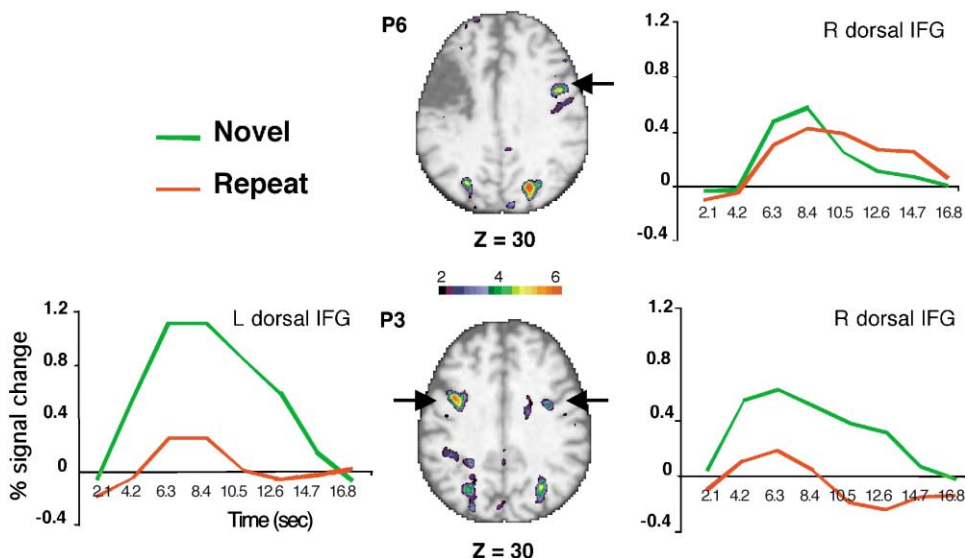 P6
R dorsal IFG
1.2
0.8
0.4
0
-0.4
2.1 4.2 6.3 8.4 10.5 12.6 14.7 16.8
Novel
Repeat
Z = 30
2 4 6
L dorsal IFG
% signal change
1.2
0.8
0.4
0
-0.4
2.1 4.2 6.3 8.4 10.5 12.6 14.7 16.8
Time (sec)
P3
Z = 30
R dorsal IFG
1.2
0.8
0.4
0
-0.4
2.1 4.2 6.3 8.4 10.5 12.6 14.7 16.8